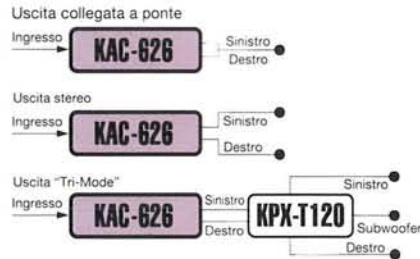 Uscita collegata a ponte
Ingresso
KAC-626
Sinistro
Destro
Uscita stereo
Ingresso
KAC-626
Sinistro
Destro
Uscita "Tri-Mode"
Ingresso
KAC-626
Sinistro
Destro
KPX-T120
Sinistro
Subwoofer
Destro